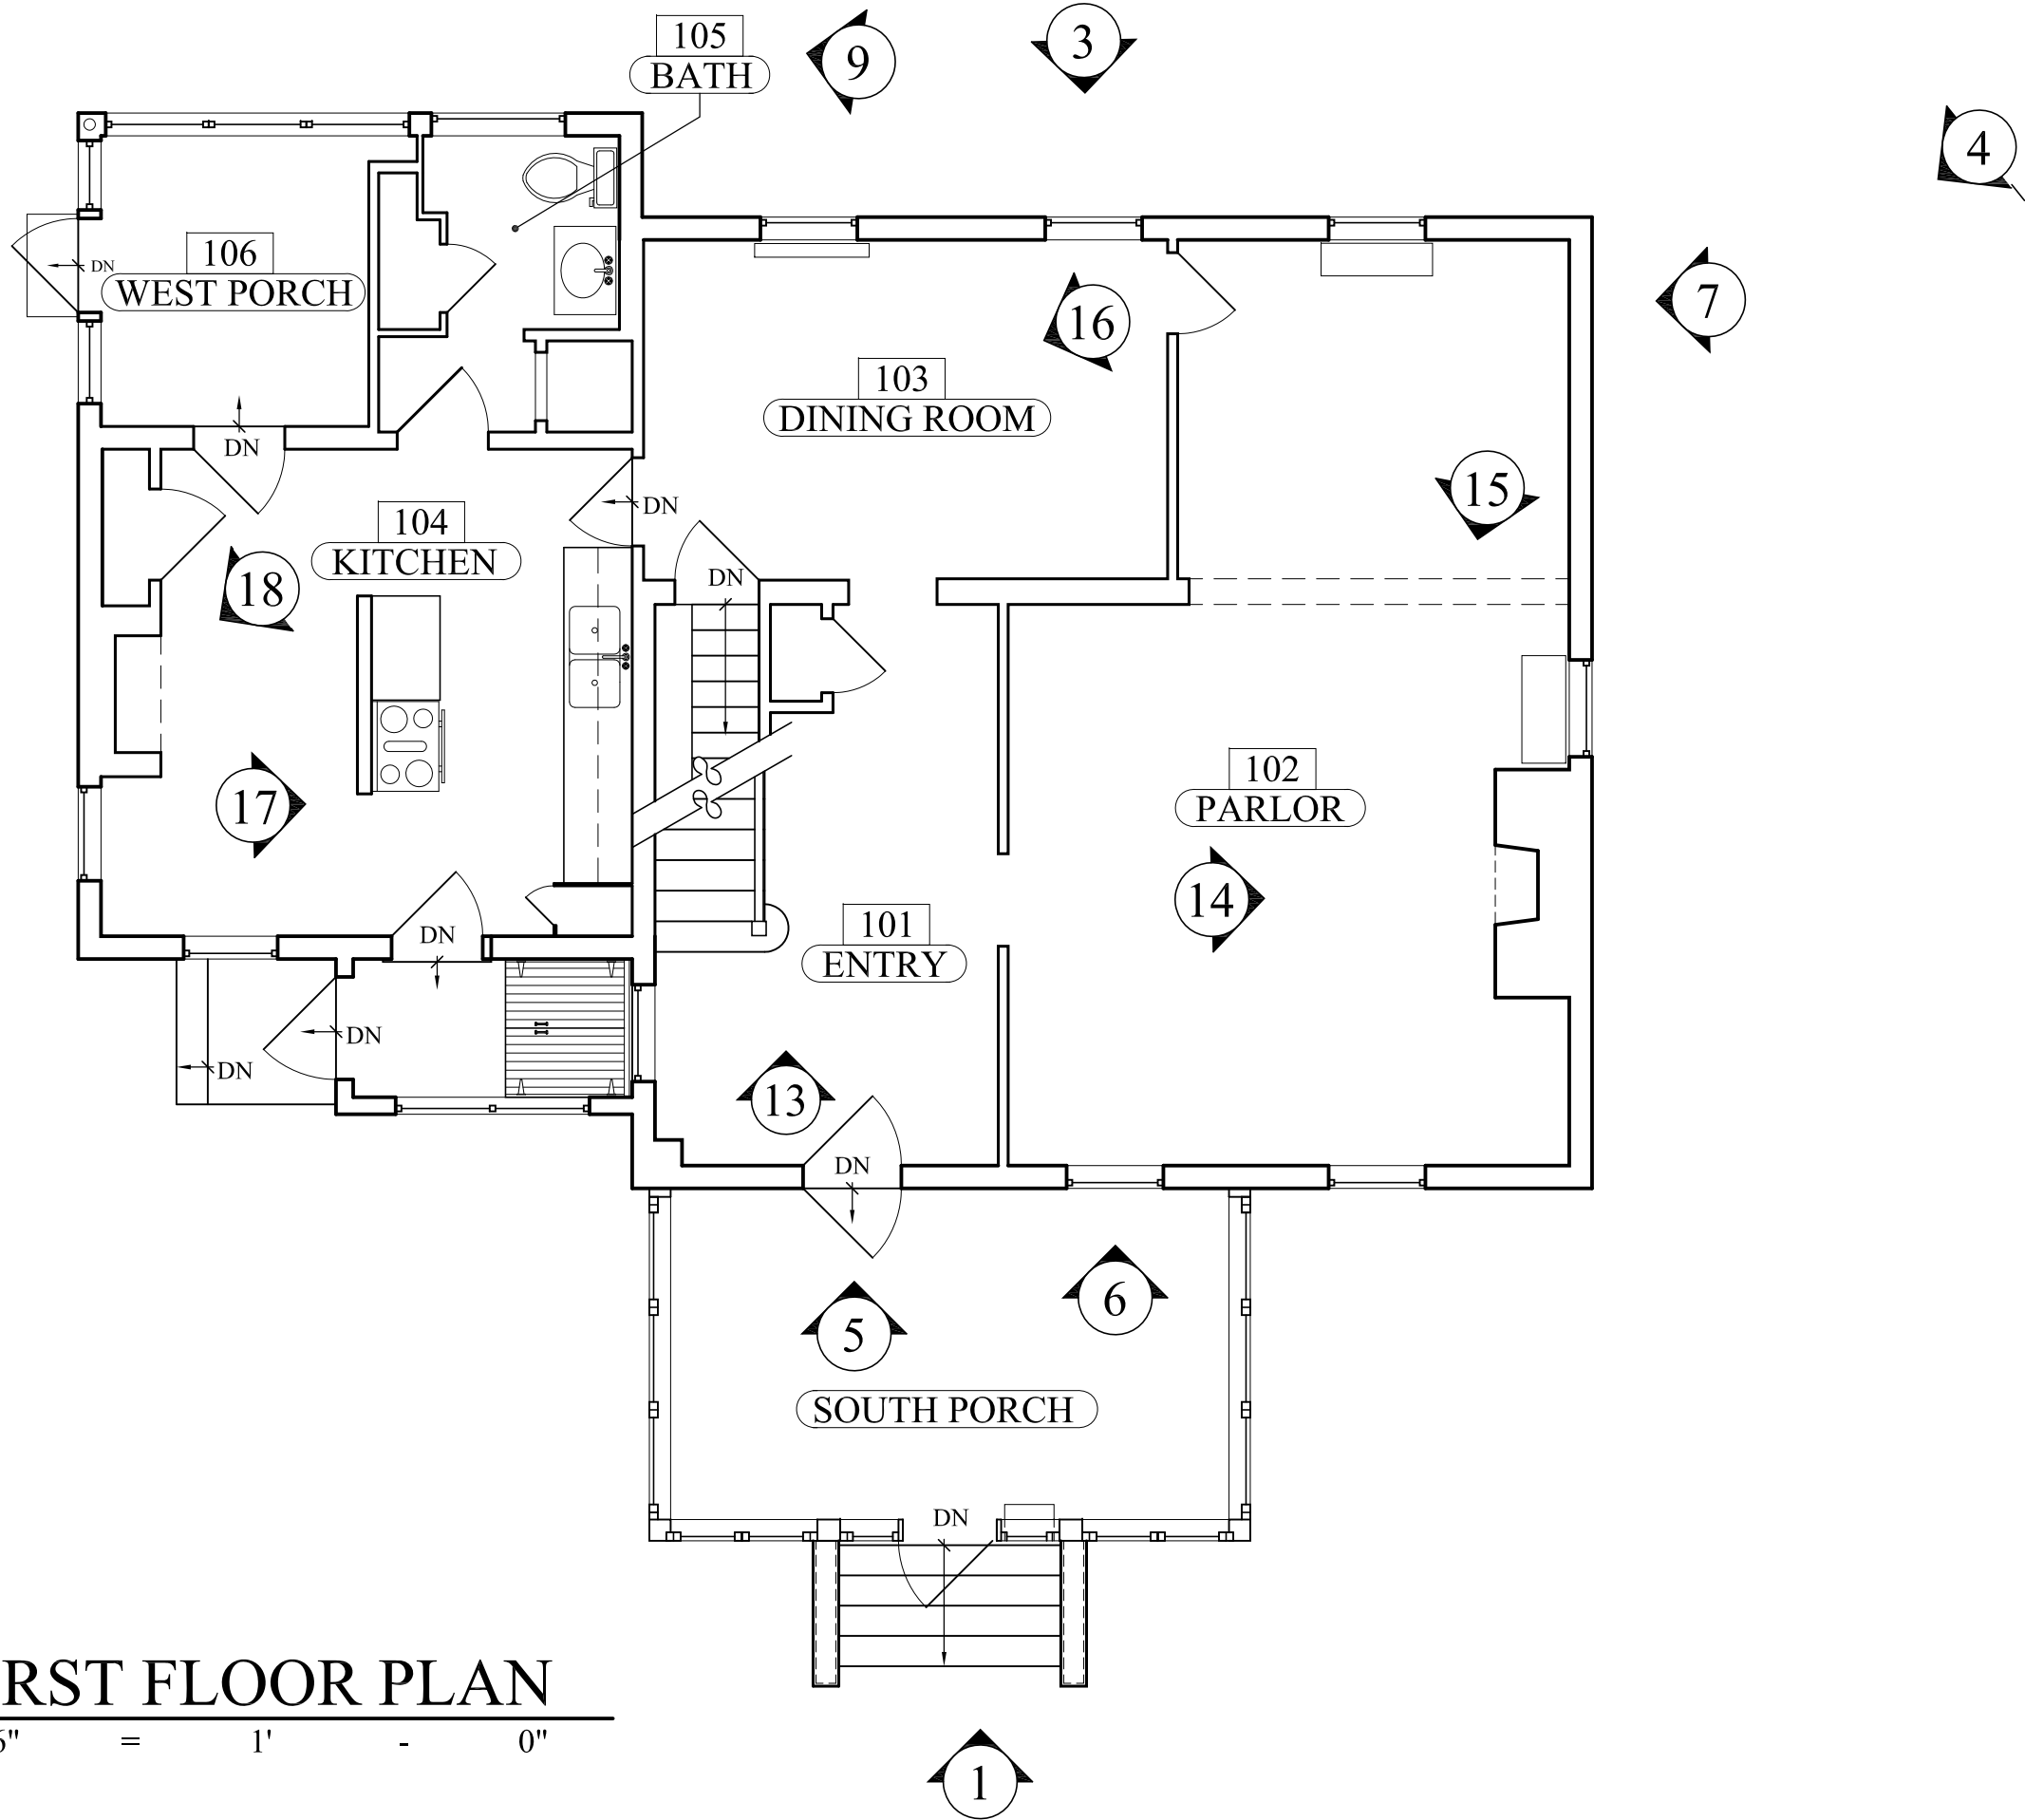 105
BATH
9
3
4
106
WEST PORCH
DN
7
16
103
DINING ROOM
DN
15
DN
104
KITCHEN
DN
18
102
PARLOR
17
14
101
ENTRY
DN
DN
DN
13
DN
6
5
SOUTH PORCH
DN
RST FLOOR PLAN
6" = 1' - 0"
1